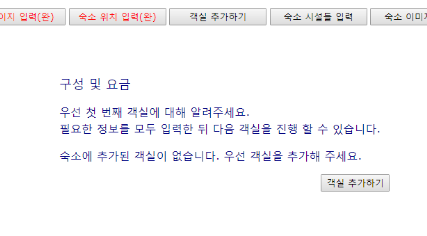 이지 입력(완) 숙소 위치 입력(완) 객실 추가하기 숙소 시설들 입력 숙소 이미지
구성 및 요금
우선 첫 번째 객실에 대해 알려주세요.
필요한 정보를 모두 입력한 뒤 다음 객실을 진행 할 수 있습니다.
숙소에 추가된 객실이 없습니다. 우선 객실을 추가해 주세요.
객실 추가하기